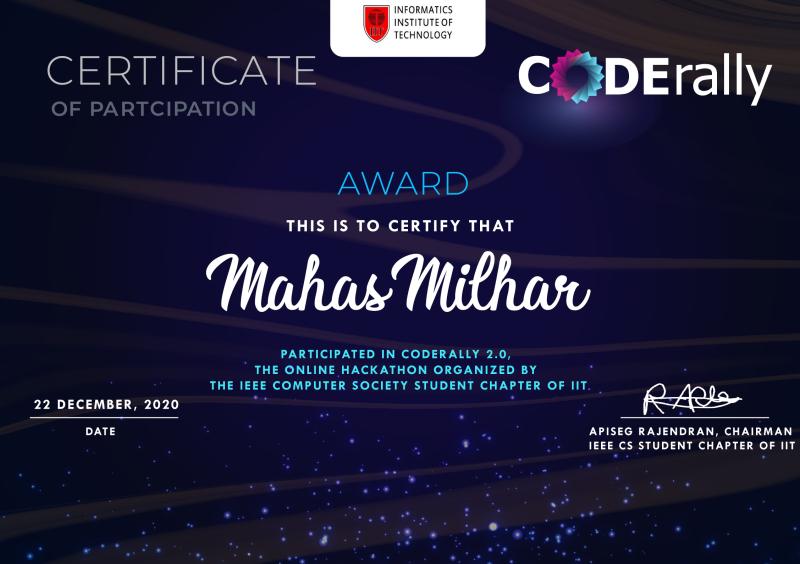 INFORMATICS
INSTITUTE OF
TECHNOLOGY
CERTIFICATE
OF PARTCIPATION
CODErally
AWARD
THIS IS TO CERTIFY THAT
Mahas Milhar
PARTICIPATED IN CODERALLY 2.0,
THE ONLINE HACKATHON ORGANIZED BY
THE IEEE COMPUTER SOCIETY STUDENT CHAPTER OF IIT.
22 DECEMBER, 2020
DATE
APISEG RAJENDRAN, CHAIRMAN
IEEE CS STUDENT CHAPTER OF IIT